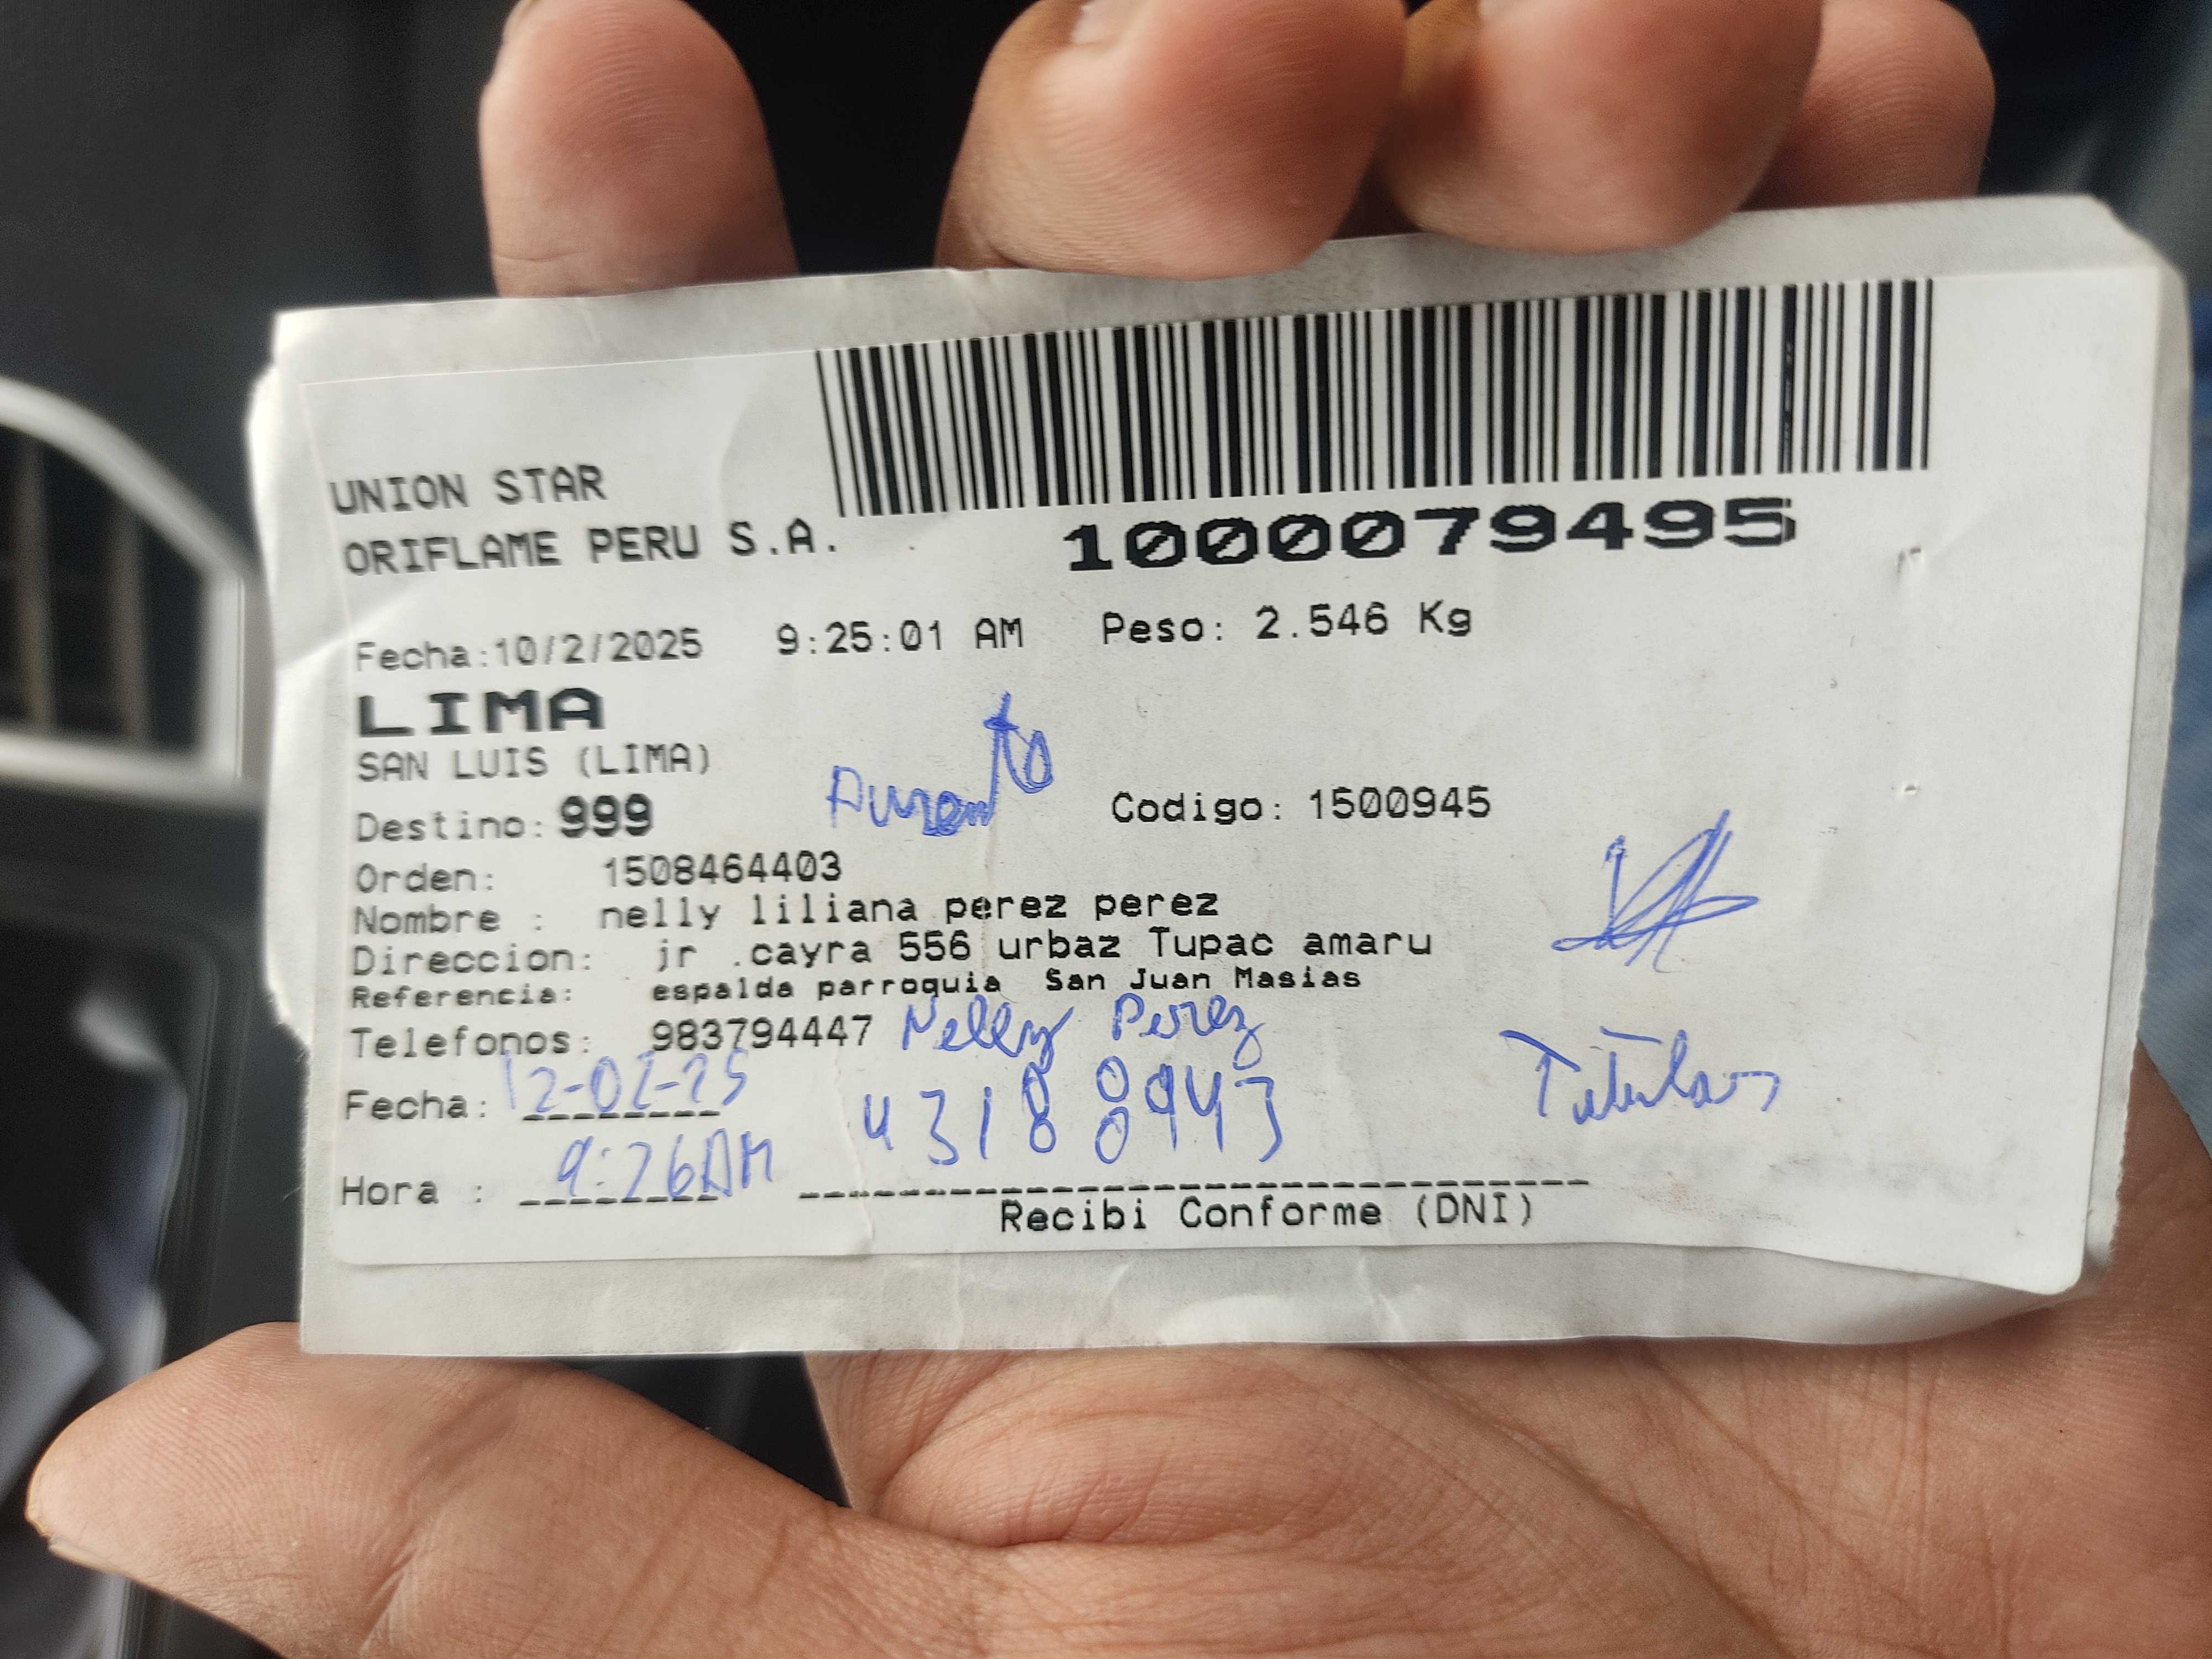 UNION STAR
ORIFLAME PERU S.A.
1000079495
Fecha:10/2/2025 9:25:01 AM Peso: 2.546 Kg
LIMA
SAN LUIS (LIMA)
Destino: 999 Codigo: 1500945
Orden: 1508464403
Nombre : nelly liliana perez perez
Direccion: jr .cayra 556 urbaz Tupac amaru
Referencia: espalda parroquia San Juan Masias
Telefonos: 983794447 Nelly Perez
Fecha: 12-02-25 43188943 Titular
Hora : 9:26AM
Recibi Conforme (DNI)